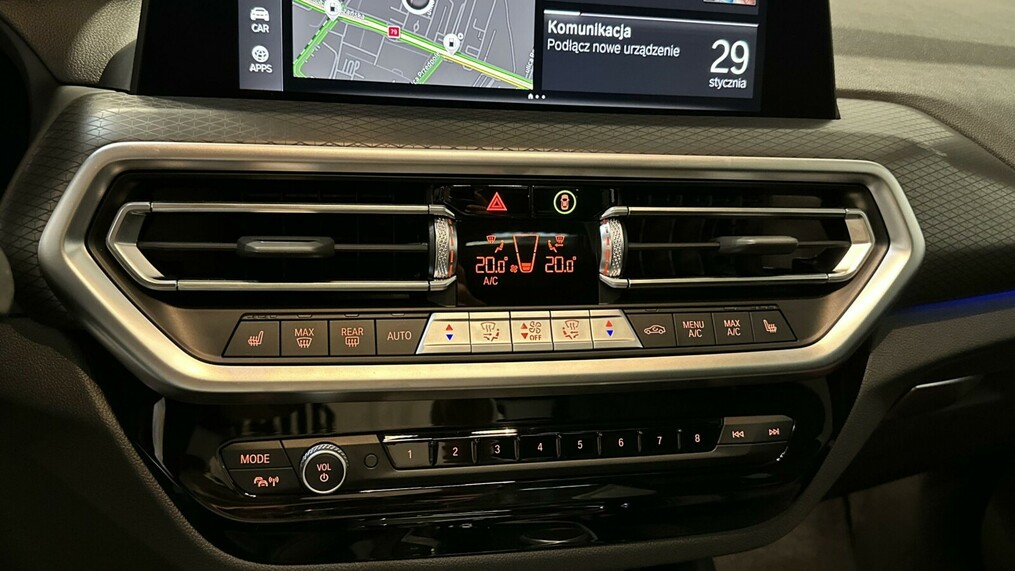 CAR
APPS
79
Komunikacja
Podłącz nowe urządzenie
29
stycznia
20.0°
20.0°
A/C
MAX
REAR
AUTO
OFF
MENU
A/C
MAX
A/C
MODE
VOL
1 2 3 4 5 6 7 8